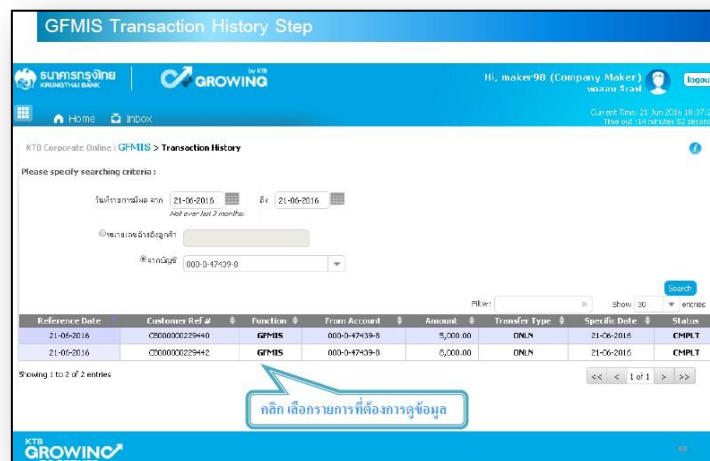 GFMIS Transaction History Step
ธนาคารกรุงไทย
KRUNGTHAI BANK
by KTB
GROWING
Hi, maker98 (Company Maker)
logou
Home
Inbox
Current Time: 21 Jun 2016
Time out :14 minutes 52 second
KTB Corporate Online : GFMIS > Transaction History
Please specify searching criteria :
วันที่รายการมีผล จาก 21-06-2016 ถึง 21-06-2016
Not over last 3 months.
หมายเลขอ้างอิงลูกค้า
จากบัญชี 000-0-47439-8
Search
Filter: Show 30 entries
Reference Date Customer Ref # Function From Account Amount Transfer Type Specific Date Status
21-06-2016 CB000000229440 GFMIS 000-0-47439-8 5,000.00 ONLN 21-06-2016 CMPLT
21-06-2016 CB000000229442 GFMIS 000-0-47439-8 ONLN 21-06-2016 CMPLT
Showing 1 to 2 of 2 entries
<< < 1 of 1 > >>
คลิก เลือกรายการที่ต้องการดูข้อมูล
KTB
GROWING